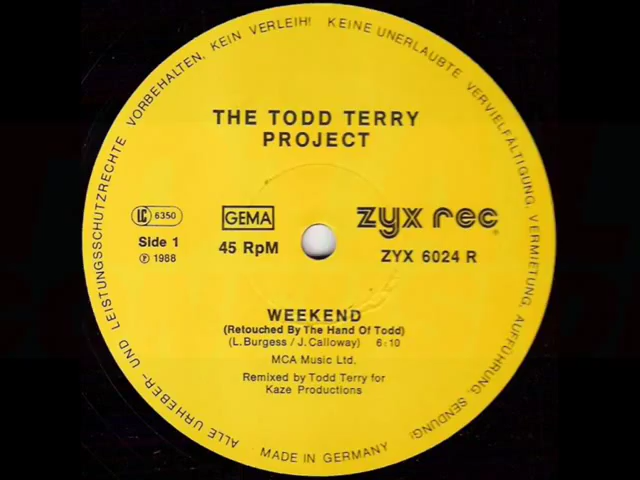 ALLE URHEBER- UND LEISTUNGSSCHUTZRECHTE VORBEHALTEN, KEIN VERLEIH! KEINE UNERLAUBTE VERVIELFÄLTIGUNG, VERMIETUNG, AUFFÜHRUNG, SENDUNG!
THE TODD TERRY
PROJECT
LC 6350
GEMA
zyx rec
Side 1
45 RpM
ZYX 6024 R
℗ 1988
WEEKEND
(Retouched By The Hand Of Todd)
(L. Burgess / J. Calloway) 6:10
MCA Music Ltd.
Remixed by Todd Terry for
Kaze Productions
· MADE IN GERMANY ·